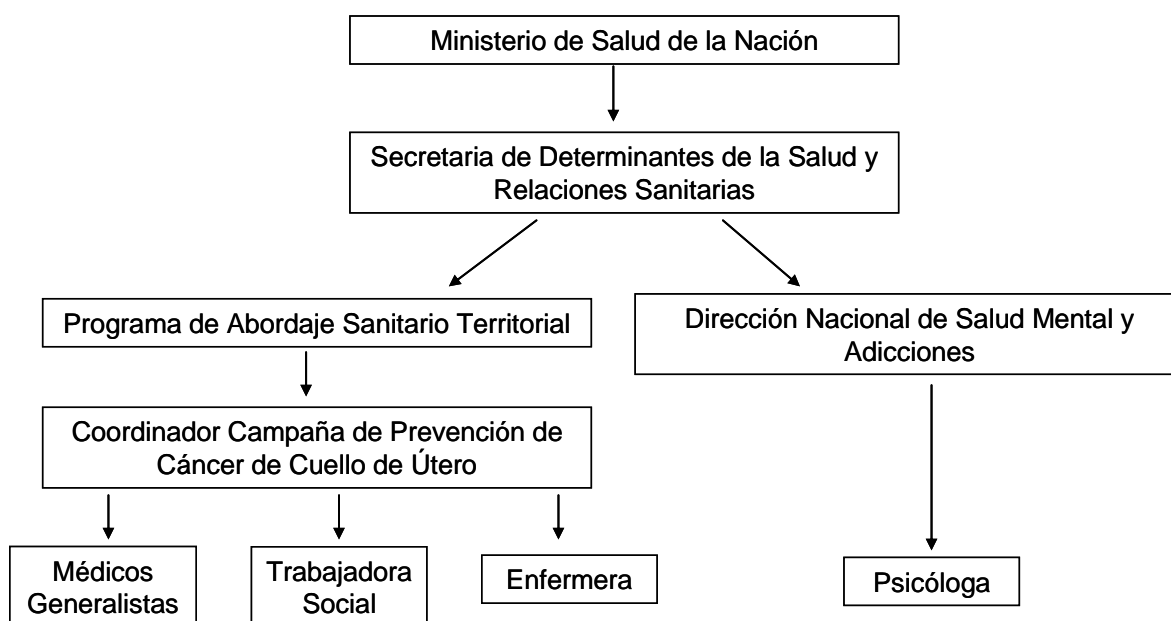 Ministerio de Salud de la Nación
Secretaria de Determinantes de la Salud y
Relaciones Sanitarias
Programa de Abordaje Sanitario Territorial
Dirección Nacional de Salud Mental y
Adicciones
Coordinador Campaña de Prevención de
Cáncer de Cuello de Útero
Médicos
Generalistas
Trabajadora
Social
Enfermera
Psicóloga